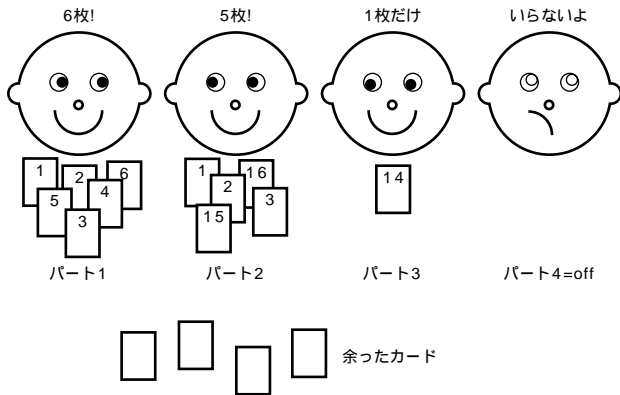 6枚!
5枚!
1枚だけ
いらないよ
1
2
6
5
4
3
1
16
2
3
15
14
パート1
パート2
パート3
パート4=off
余ったカード